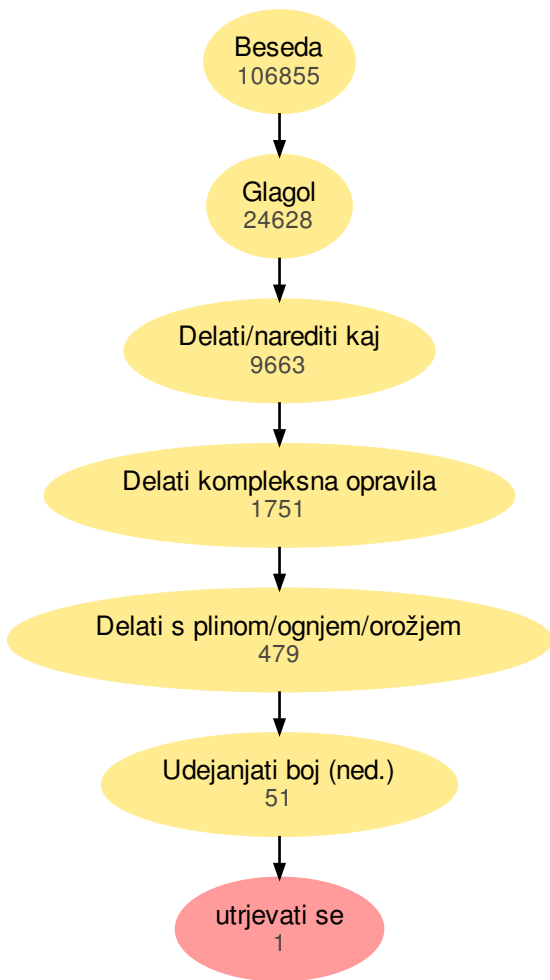 Beseda
106855
Glagol
24628
Delati/narediti kaj
9663
Delati kompleksna opravila
1751
Delati s plinom/ognjem/orožjem
479
Udejanjati boj (ned.)
51
utrjevati se
1